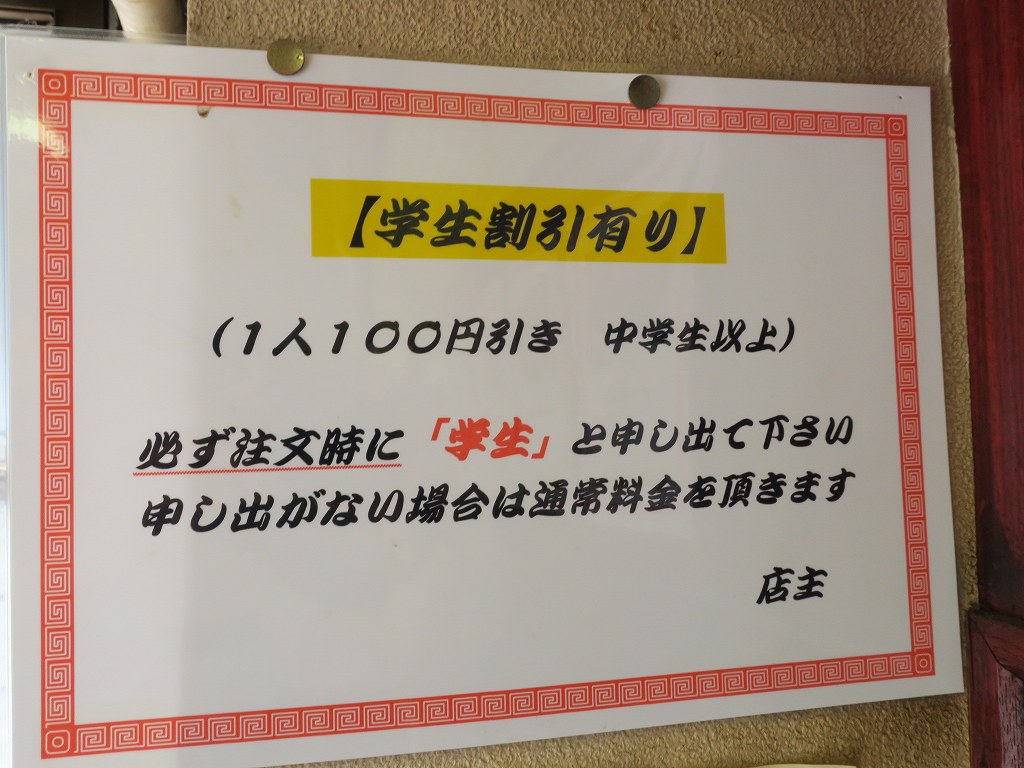 【学生割引有り】
（１人１００円引き　中学生以上）
必ず注文時に「学生」と申し出て下さい
申し出がない場合は通常料金を頂きます
店主